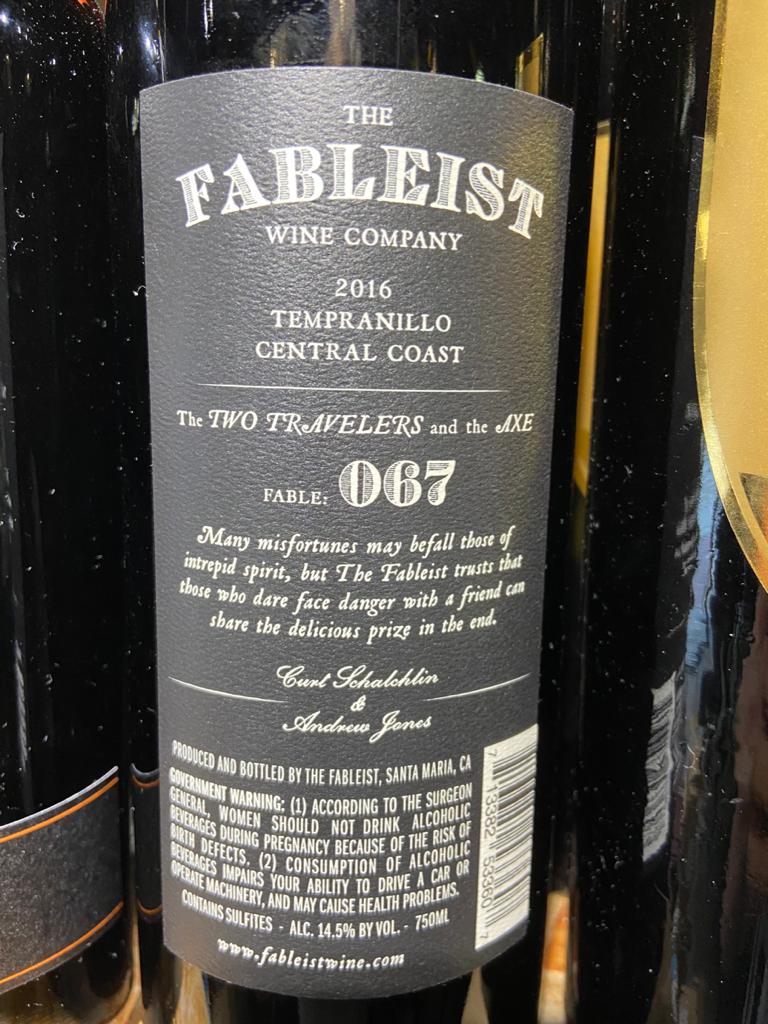 THE
FABLEIST
WINE COMPANY
2016
TEMPRANILLO
CENTRAL COAST
The TWO TRAVELERS and the AXE
FABLE: 067
Many misfortunes may befall those of
intrepid spirit, but The Fableist trusts that
those who dare face danger with a friend can
share the delicious prize in the end.
Curt Schalchlin
&
Andrew Jones
PRODUCED AND BOTTLED BY THE FABLEIST, SANTA MARIA, CA
GOVERNMENT WARNING: (1) ACCORDING TO THE SURGEON
GENERAL, WOMEN SHOULD NOT DRINK ALCOHOLIC
BEVERAGES DURING PREGNANCY BECAUSE OF THE RISK OF
BIRTH DEFECTS. (2) CONSUMPTION OF ALCOHOLIC
BEVERAGES IMPAIRS YOUR ABILITY TO DRIVE A CAR OR
OPERATE MACHINERY, AND MAY CAUSE HEALTH PROBLEMS.
CONTAINS SULFITES - ALC. 14.5% BY VOL. - 750ML
www.fableistwine.com
7 13382 53360 7